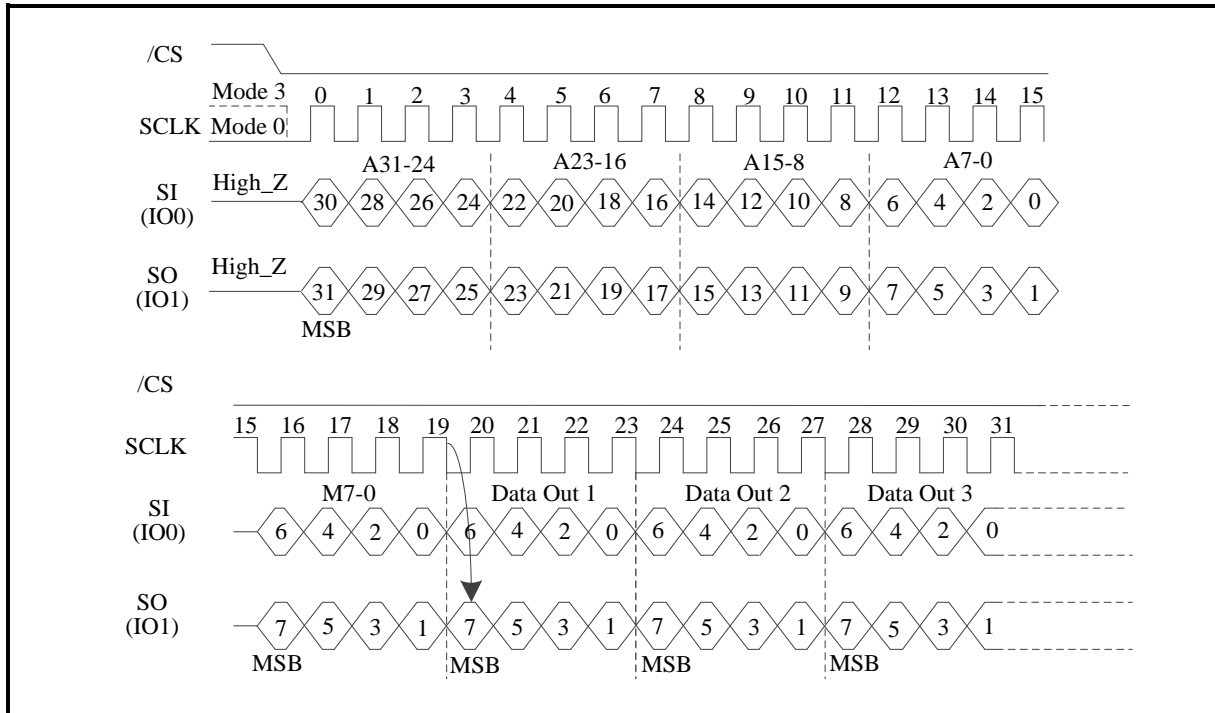 /CS
Mode 3 0 1 2 3 4 5 6 7 8 9 10 11 12 13 14 15
SCLK Mode 0
A31-24 A23-16 A15-8 A7-0
SI (IO0) High_Z 30 28 26 24 22 20 18 16 14 12 10 8 6 4 2 0
SO (IO1) High_Z 31 29 27 25 23 21 19 17 15 13 11 9 7 5 3 1
MSB
/CS
15 16 17 18 19 20 21 22 23 24 25 26 27 28 29 30 31
SCLK
M7-0 Data Out 1 Data Out 2 Data Out 3
SI (IO0) 6 4 2 0 6 4 2 0 6 4 2 0 6 4 2 0
SO (IO1) 7 5 3 1 7 5 3 1 7 5 3 1 7 5 3 1
MSB MSB MSB MSB